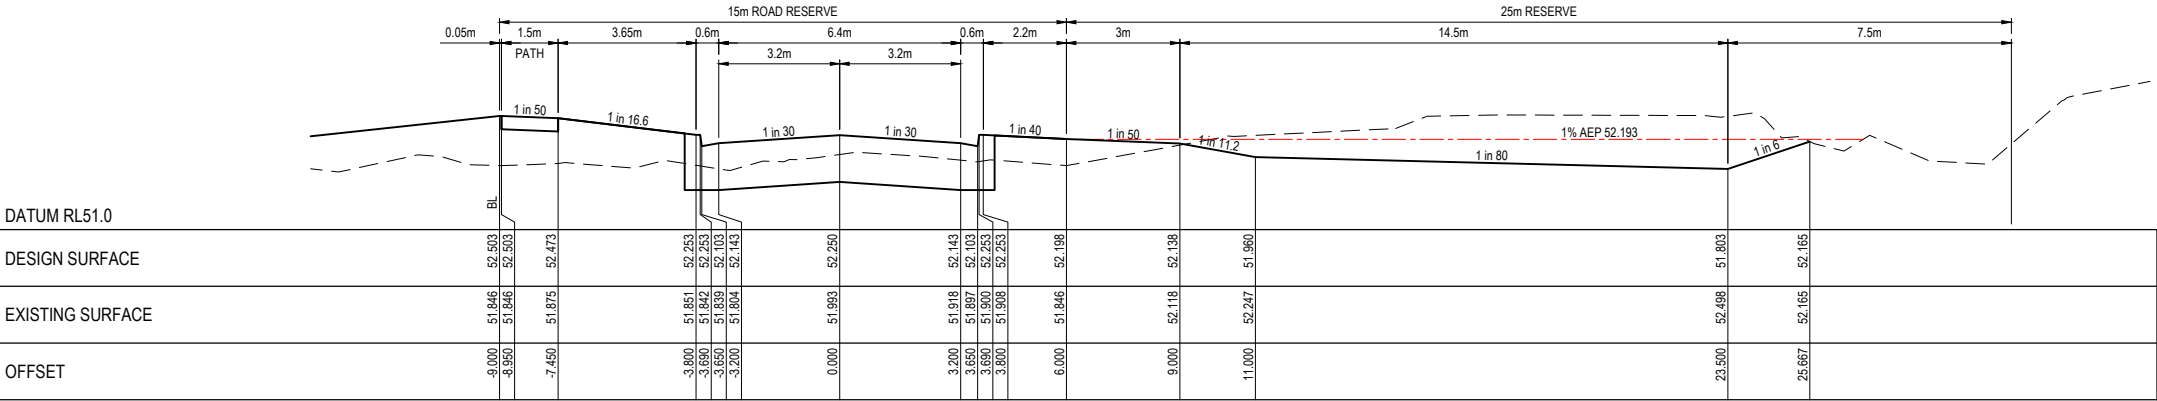 15m ROAD RESERVE 25m RESERVE
0.05m 1.5m 3.65m 0.6m 6.4m 0.6m 2.2m 3m 14.5m 7.5m
PATH 3.2m 3.2m
1 in 50 1 in 16.6 1 in 30 1 in 30 1 in 40 1 in 50 1 in 11.2 1% AEP 52.193 1 in 80 1 in 6
BL
DATUM RL51.0
DESIGN SURFACE 52.503 52.503 52.473 52.253 52.253 52.103 52.143 52.250 52.143 52.103 52.253 52.253 52.198 52.138 51.960 51.803 52.165
EXISTING SURFACE 51.846 51.846 51.875 51.851 51.842 51.839 51.804 51.993 51.918 51.897 51.900 51.908 51.846 52.118 52.247 52.498 52.165
OFFSET -9.000 -8.950 -7.450 -3.800 -3.690 -3.650 -3.200 0.000 3.200 3.650 3.690 3.800 6.000 9.000 11.000 23.500 25.667